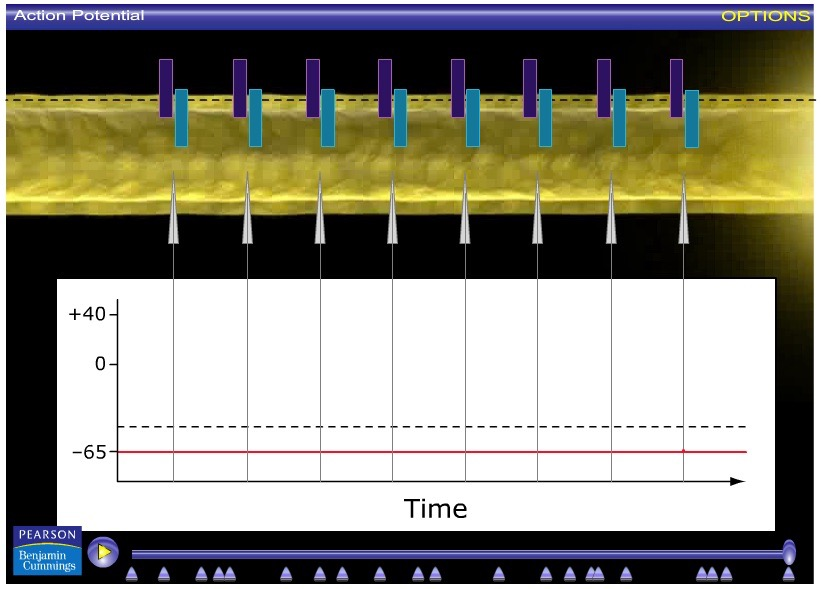 Action Potential
OPTIONS
+40
0
–65
Time
PEARSON
Benjamin
Cummings